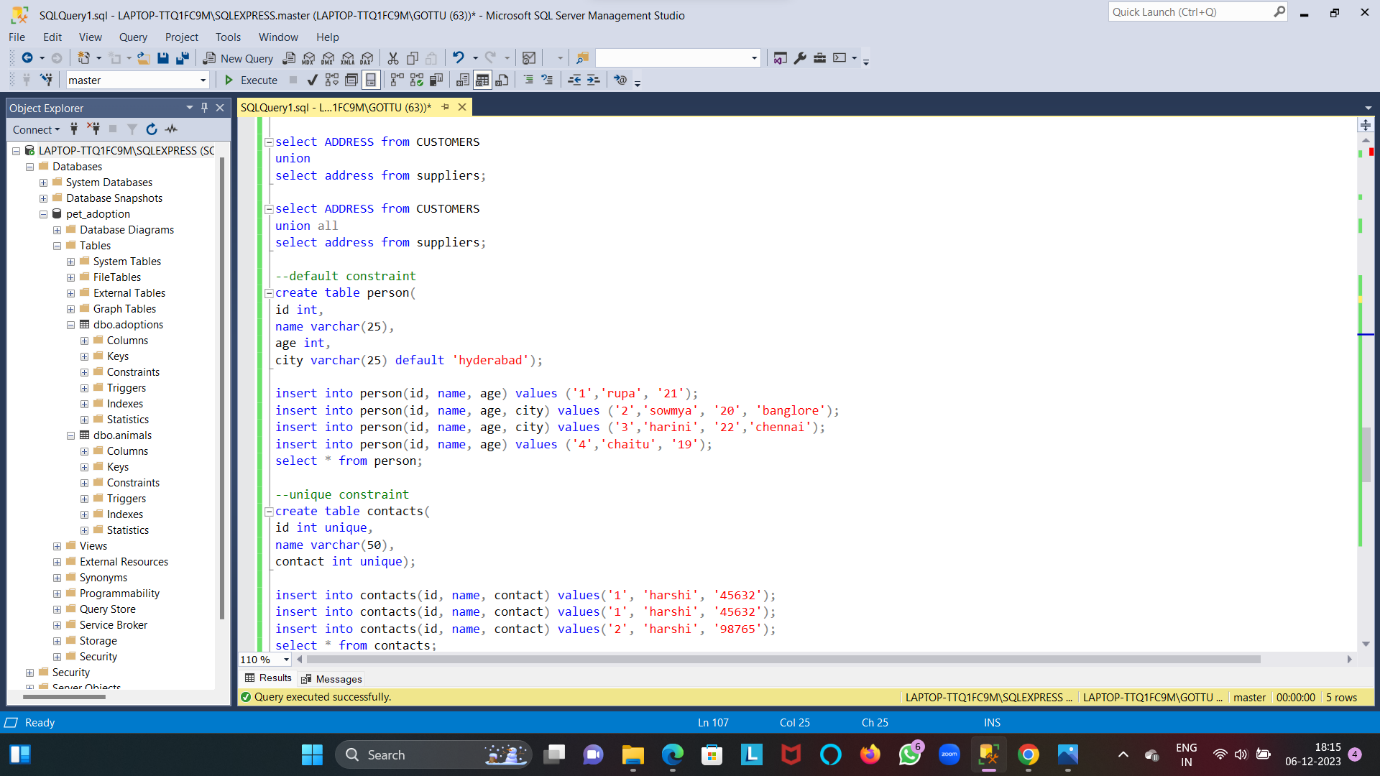 SQLQuery1.sql - LAPTOP-TTQ1FC9M\SQLEXPRESS.master (LAPTOP-TTQ1FC9M\GOTTU (63))* - Microsoft SQL Server Management Studio
Quick Launch (Ctrl+Q)
File Edit View Query Project Tools Window Help
New Query
MDX DMX XMLA DAX
master Execute
Object Explorer
SQLQuery1.sql - L...1FC9M\GOTTU (63))*
Connect
LAPTOP-TTQ1FC9M\SQLEXPRESS (SC
Databases
System Databases
Database Snapshots
pet_adoption
Database Diagrams
Tables
System Tables
FileTables
External Tables
Graph Tables
dbo.adoptions
Columns
Keys
Constraints
Triggers
Indexes
Statistics
dbo.animals
Columns
Keys
Constraints
Triggers
Indexes
Statistics
Views
External Resources
Synonyms
Programmability
Query Store
Service Broker
Storage
Security
Security
Server Objects
select ADDRESS from CUSTOMERS
union
select address from suppliers;
select ADDRESS from CUSTOMERS
union all
select address from suppliers;
--default constraint
create table person(
id int,
name varchar(25),
age int,
city varchar(25) default 'hyderabad');
insert into person(id, name, age) values ('1','rupa', '21');
insert into person(id, name, age, city) values ('2','sowmya', '20', 'banglore');
insert into person(id, name, age, city) values ('3','harini', '22','chennai');
insert into person(id, name, age) values ('4','chaitu', '19');
select * from person;
--unique constraint
create table contacts(
id int unique,
name varchar(50),
contact int unique);
insert into contacts(id, name, contact) values('1', 'harshi', '45632');
insert into contacts(id, name, contact) values('1', 'harshi', '45632');
insert into contacts(id, name, contact) values('2', 'harshi', '98765');
select * from contacts;
110 %
Results Messages
Query executed successfully. LAPTOP-TTQ1FC9M\SQLEXPRESS ... LAPTOP-TTQ1FC9M\GOTTU ... master 00:00:00 5 rows
Ready Ln 107 Col 25 Ch 25 INS
Search
L
6
zoom
ENG
IN
18:15
06-12-2023
4